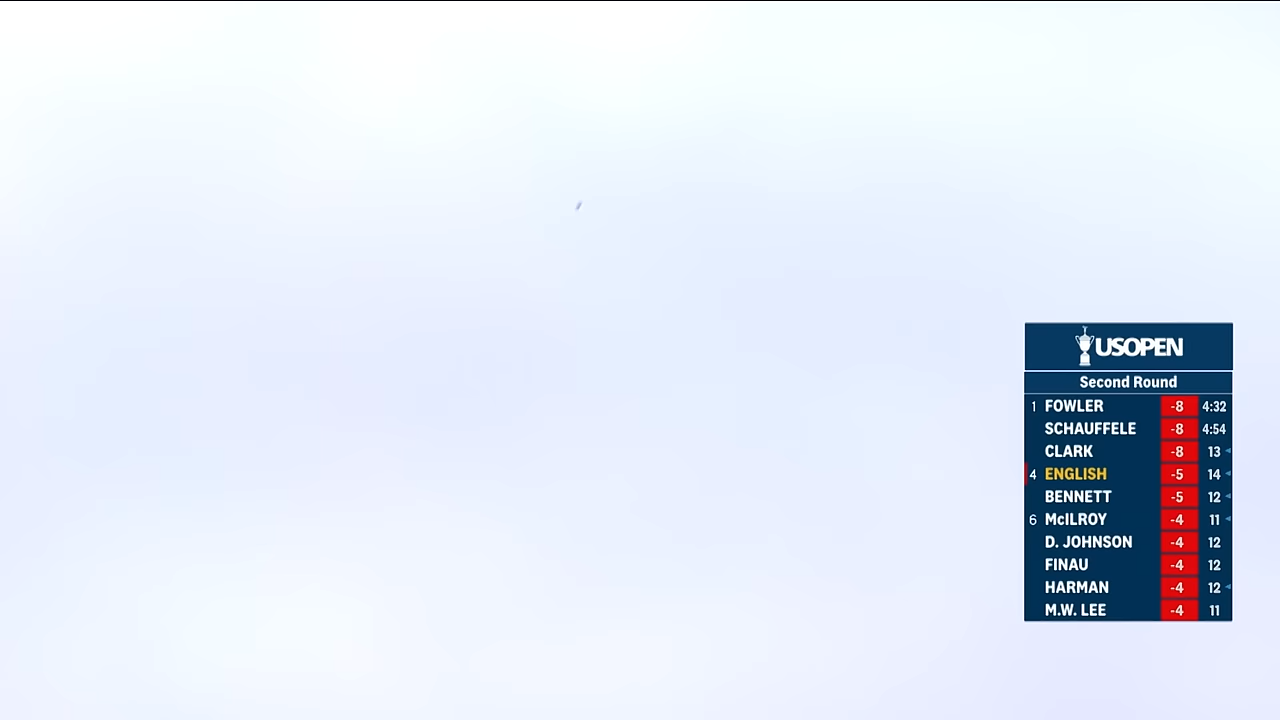 USOPEN
Second Round
1 FOWLER -8 4:32
SCHAUFFELE -8 4:54
CLARK -8 13
4 ENGLISH -5 14
BENNETT -5 12
6 McILROY -4 11
D. JOHNSON -4 12
FINAU -4 12
HARMAN -4 12
M.W. LEE -4 11